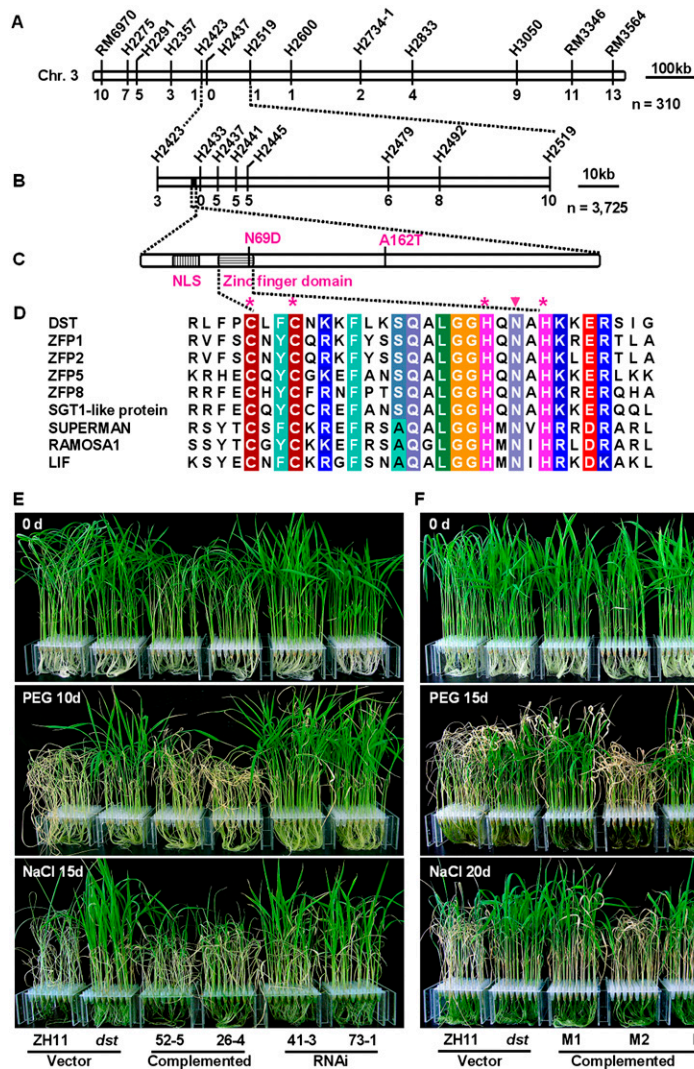 A
RM6970 H2275 H2291 H2357 H2423 H2437 H2519 H2600 H2734-1 H2833 H3050 RM3346 RM3564
Chr. 3
100kb
10 7 5 3 1 0 1 1 2 4 9 11 13
n = 310
H2423 H2433 H2437 H2441 H2445 H2479 H2492 H2519
B
10kb
3 0 5 5 5 6 8 10
n = 3,725
N69D A162T
C
NLS Zinc finger domain
D
* * * *
DST R L F P C L F C N K K F L K S Q A L G G H Q N A H K K E R S I G
ZFP1 R V F S C N Y C Q R K F Y S S Q A L G G H Q N A H K R E R T L A
ZFP2 R V F S C N Y C Q R K F Y S S Q A L G G H Q N A H K L E R T L A
ZFP5 K R H E C Q Y C G K E F A N S Q A L G G H Q N A H K K E R L K K
ZFP8 R R F E C H Y C C R N F P T S Q A L G G H Q N A H K R E R Q H A
SGT1-like protein R R F E C Q Y C C R E F A N S Q A L G G H Q N A H K K E R Q Q L
SUPERMAN R S Y T C S F C K R E F R S A Q A L G G H M N V H R R D R A R L
RAMOSA1 S S Y T C G Y C K K E F R S A Q G L G G H M N I H R L D R A R L
LIF K S Y E C N F C K R G F S N A Q A L G G H M N I H R K D K A K L
E F
0 d 0 d
PEG 10d PEG 15d
NaCl 15d NaCl 20d
ZH11 dst 52-5 26-4 41-3 73-1 ZH11 dst M1 M2
Vector Complemented RNAi Vector Complemented